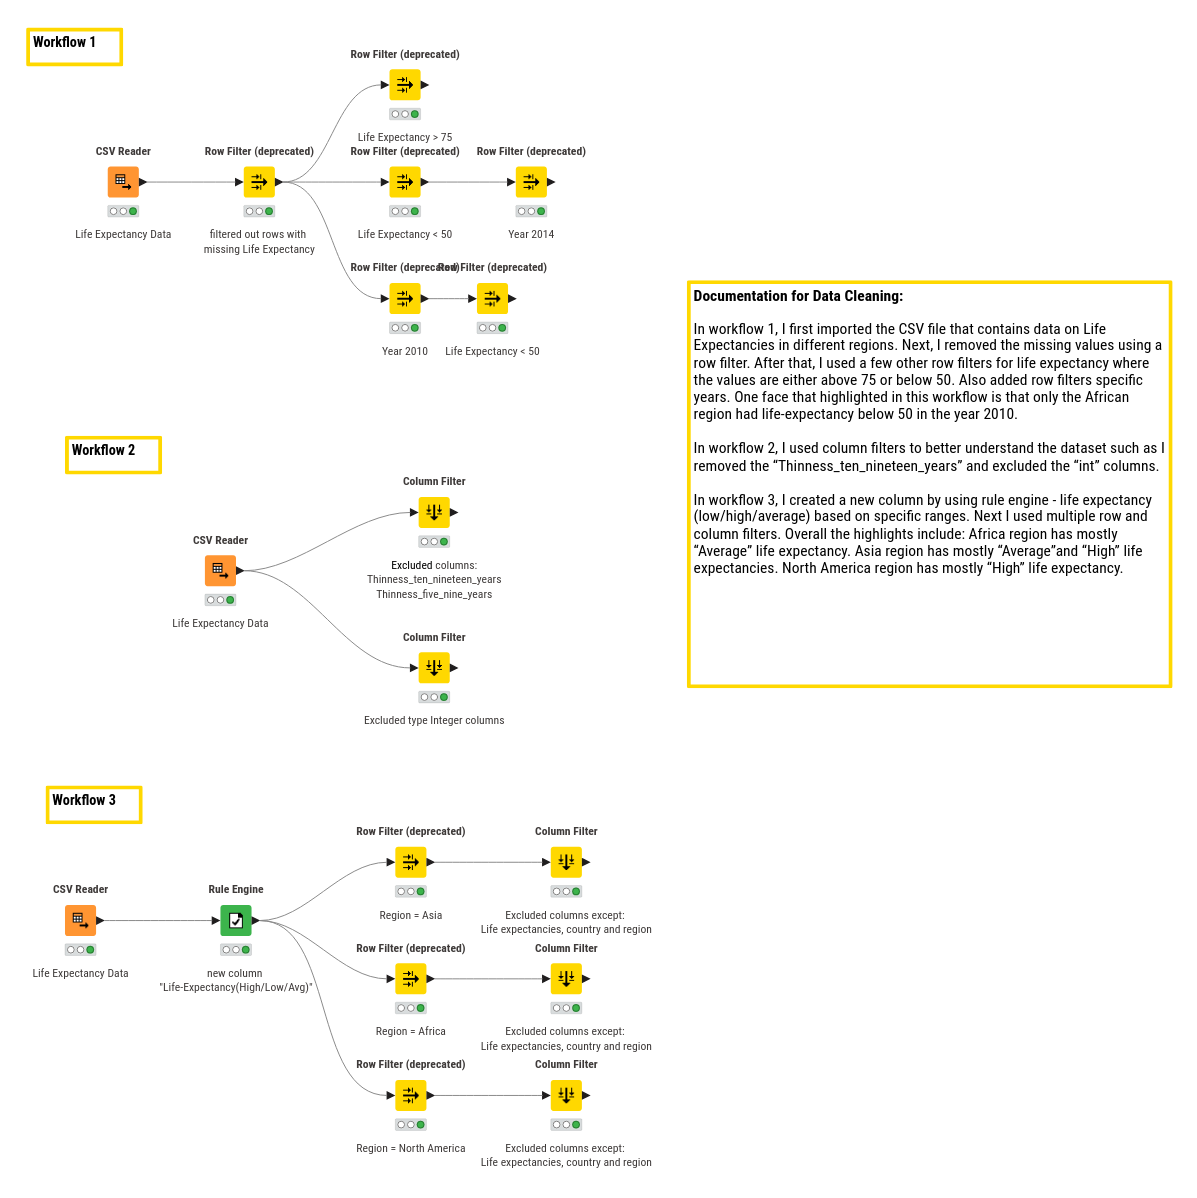 Workflow 1
Row Filter (deprecated)
Life Expectancy > 75
CSV Reader
Row Filter (deprecated)
Row Filter (deprecated)
Row Filter (deprecated)
Life Expectancy Data
filtered out rows with
missing Life Expectancy
Life Expectancy < 50
Year 2014
Row Filter (deprecated)
Row Filter (deprecated)
Year 2010
Life Expectancy < 50
Documentation for Data Cleaning:
In workflow 1, I first imported the CSV file that contains data on Life
Expectancies in different regions. Next, I removed the missing values using a
row filter. After that, I used a few other row filters for life expectancy where
the values are either above 75 or below 50. Also added row filters specific
years. One face that highlighted in this workflow is that only the African
region had life-expectancy below 50 in the year 2010.
In workflow 2, I used column filters to better understand the dataset such as I
removed the “Thinness_ten_nineteen_years” and excluded the “int” columns.
In workflow 3, I created a new column by using rule engine - life expectancy
(low/high/average) based on specific ranges. Next I used multiple row and
column filters. Overall the highlights include: Africa region has mostly
“Average” life expectancy. Asia region has mostly “Average”and “High” life
expectancies. North America region has mostly “High” life expectancy.
Workflow 2
Column Filter
CSV Reader
Excluded columns:
Thinness_ten_nineteen_years
Thinness_five_nine_years
Life Expectancy Data
Column Filter
Excluded type Integer columns
Workflow 3
Row Filter (deprecated)
Column Filter
CSV Reader
Rule Engine
Region = Asia
Excluded columns except:
Life expectancies, country and region
Row Filter (deprecated)
Column Filter
Life Expectancy Data
new column
"Life-Expectancy(High/Low/Avg)"
Region = Africa
Excluded columns except:
Life expectancies, country and region
Row Filter (deprecated)
Column Filter
Region = North America
Excluded columns except:
Life expectancies, country and region